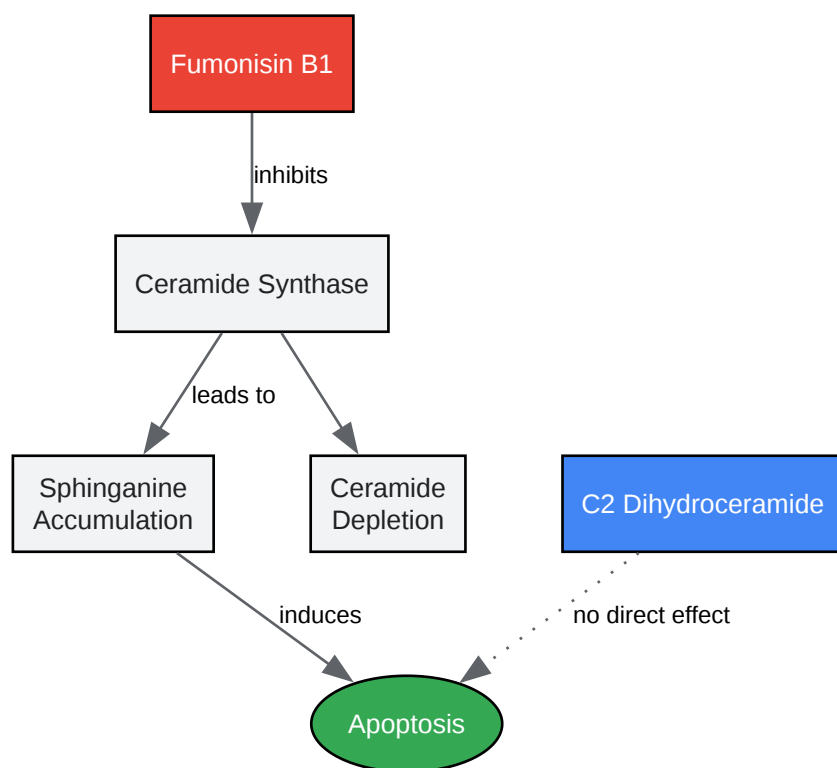 Fumonisin B1
inhibits
Ceramide Synthase
leads to
Sphinganine
Accumulation
Ceramide
Depletion
C2 Dihydroceramide
induces
no direct effect
Apoptosis